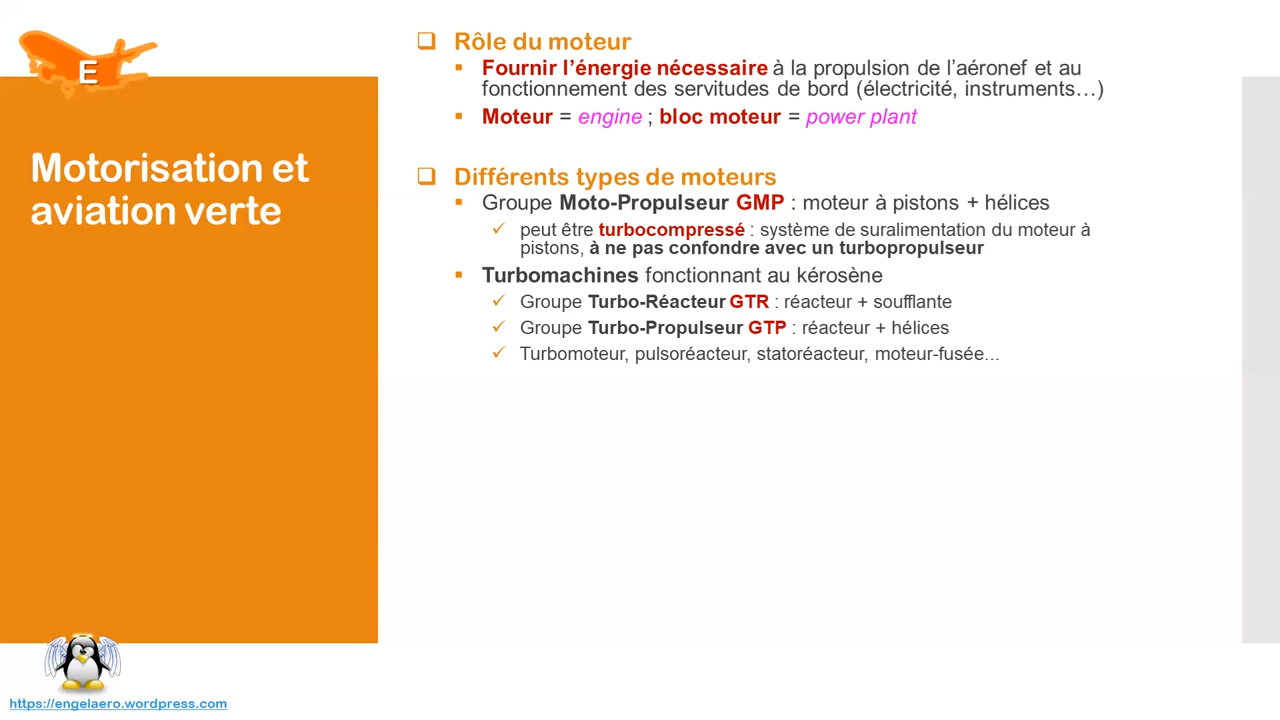 E
Motorisation et
aviation verte
❑ Rôle du moteur
▪ Fournir l’énergie nécessaire à la propulsion de l’aéronef et au
fonctionnement des servitudes de bord (électricité, instruments…)
▪ Moteur = engine ; bloc moteur = power plant
❑ Différents types de moteurs
▪ Groupe Moto-Propulseur GMP : moteur à pistons + hélices
✓ peut être turbocompressé : système de suralimentation du moteur à
pistons, à ne pas confondre avec un turbopropulseur
▪ Turbomachines fonctionnant au kérosène
✓ Groupe Turbo-Réacteur GTR : réacteur + soufflante
✓ Groupe Turbo-Propulseur GTP : réacteur + hélices
✓ Turbomoteur, pulsoréacteur, statoréacteur, moteur-fusée...
https://engelaero.wordpress.com